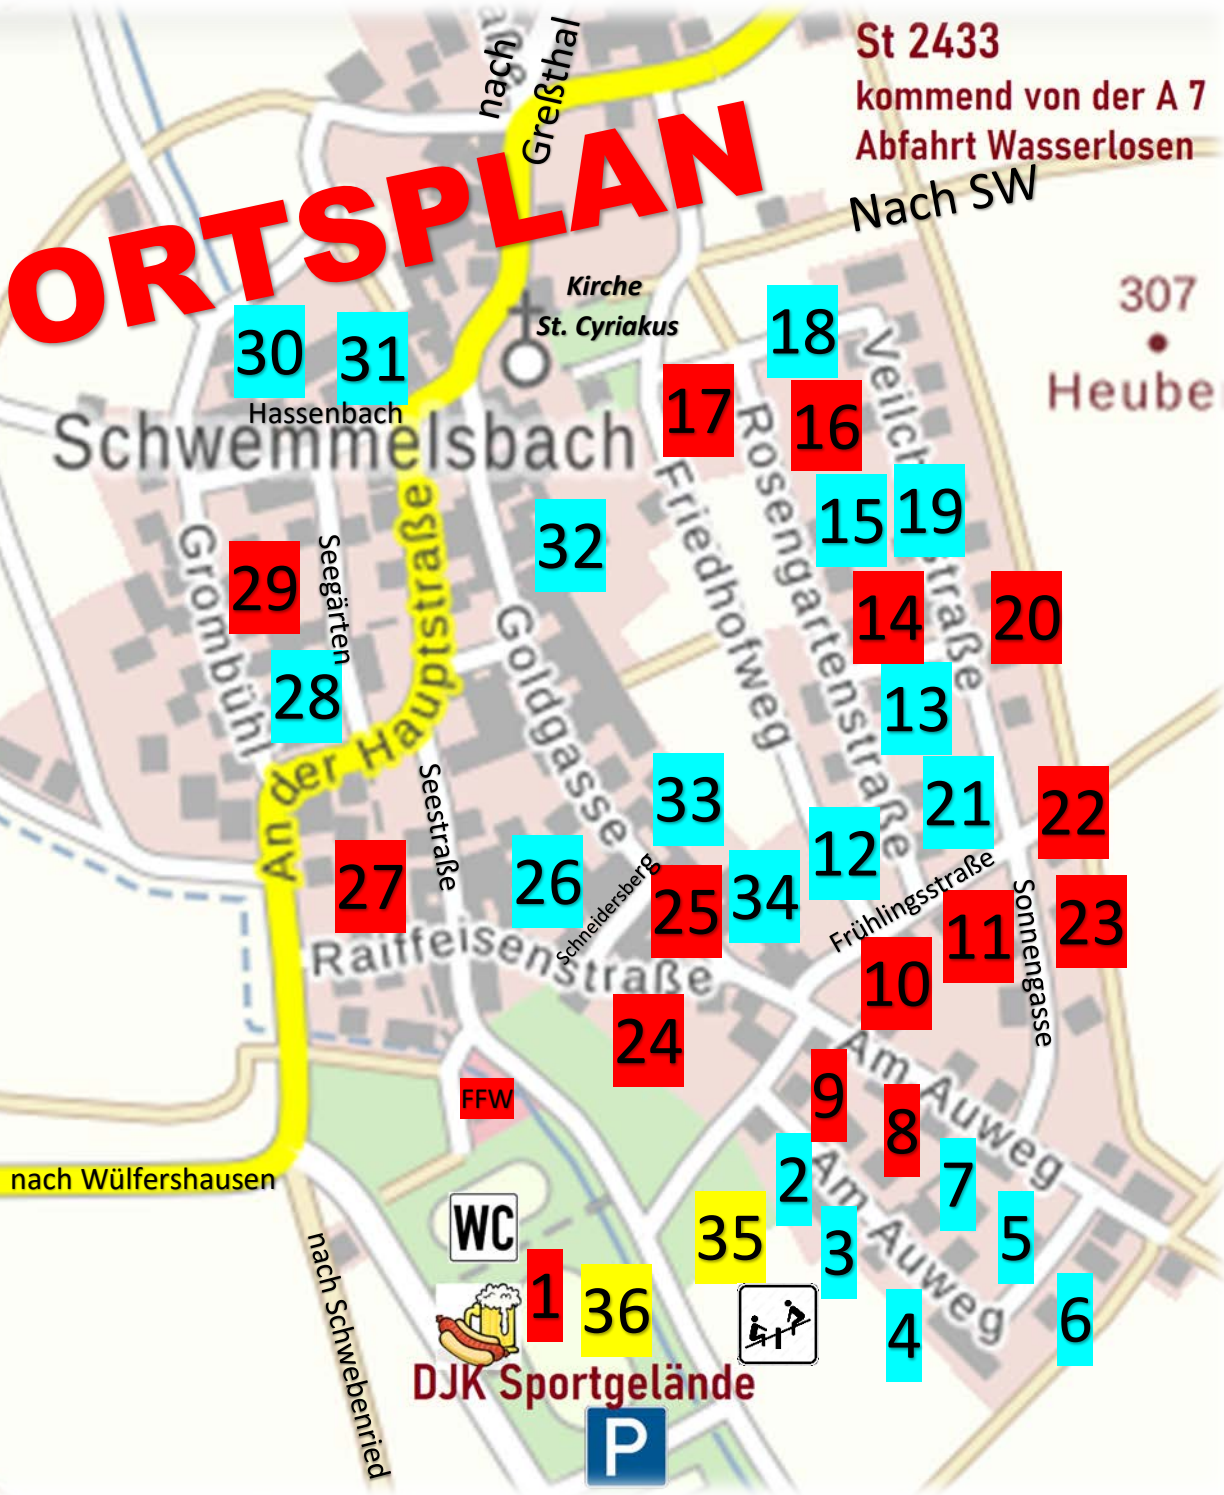 St 2433
kommend von der A 7
Abfahrt Wasserlosen
nach
Greßthal
ORTSPLAN
Nach SW
Kirche
St. Cyriakus
307
Heube
18
30
31
17
16
Hassenbach
Schwemmelsbach
Veilch
straße
15
19
32
29
Grombühl
Seegärten
An der Hauptstraße
Goldgasse
Friedhofweg
Rosengartenstraße
14
20
28
13
33
21
22
Seestraße
27
26
Schneidersberg
25
34
12
Frühlingsstraße
11
Sonnengasse
23
Raiffeisenstraße
10
24
Am Auweg
9
8
FFW
2
Am Auweg
7
nach Wülfershausen
WC
35
3
5
nach Schwebenried
1
36
4
6
DJK Sportgelände
P